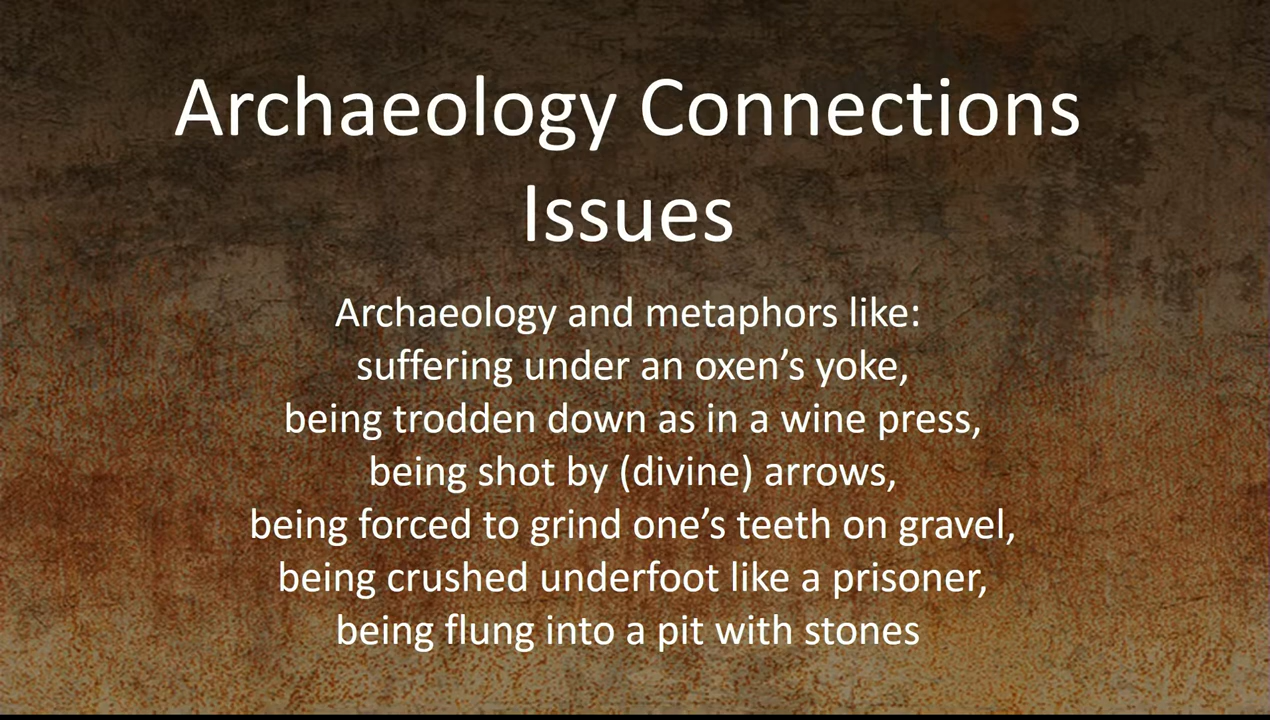 Archaeology Connections
Issues
Archaeology and metaphors like:
suffering under an oxen’s yoke,
being trodden down as in a wine press,
being shot by (divine) arrows,
being forced to grind one’s teeth on gravel,
being crushed underfoot like a prisoner,
being flung into a pit with stones